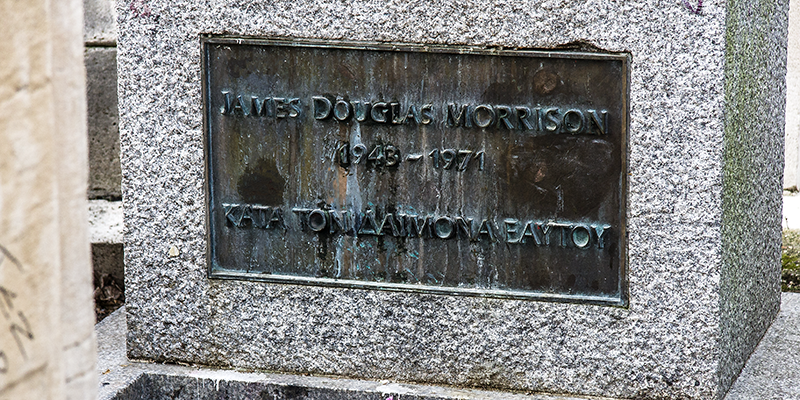 JAMES DOUGLAS MORRISON
1943 – 1971
ΚΑΤΑ ΤΟΝ ΔΑΙΜΟΝΑ ΕΑΥΤΟΥ